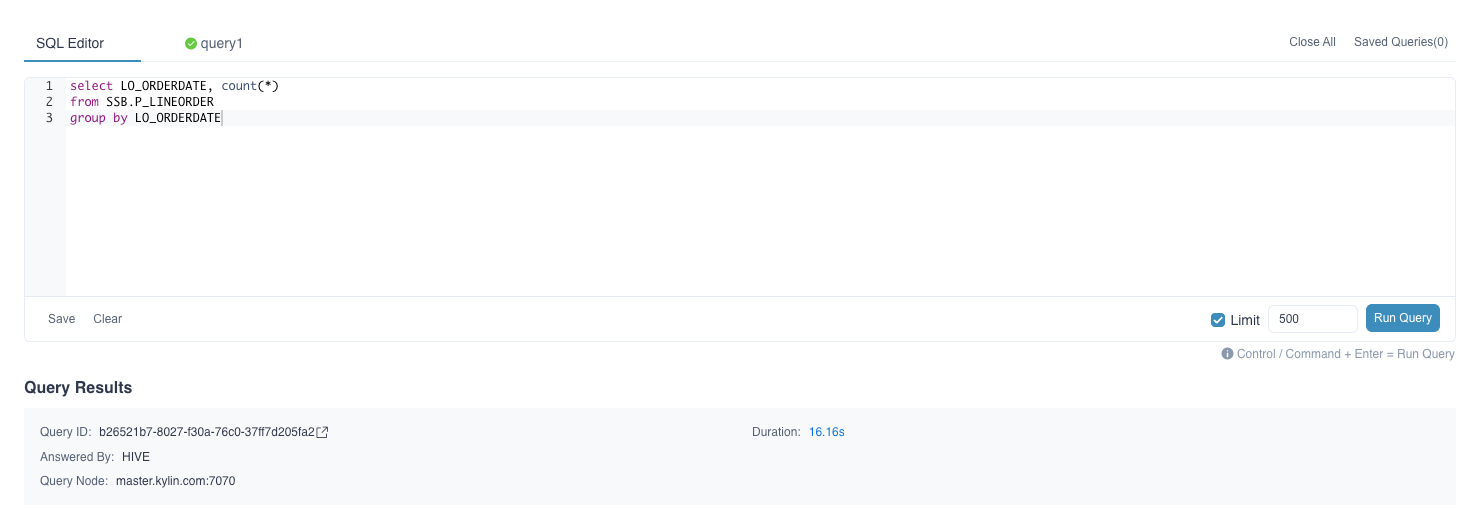 SQL Editor
query1
Close All
Saved Queries(0)
1 select LO_ORDERDATE, count(*)
2 from SSB.P_LINEORDER
3 group by LO_ORDERDATE
Save
Clear
Limit
500
Run Query
Control / Command + Enter = Run Query
Query Results
Query ID: b26521b7-8027-f30a-76c0-37ff7d205fa2
Duration: 16.16s
Answered By: HIVE
Query Node: master.kylin.com:7070